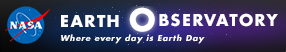 NASA
EARTH OBSERVATORY
Where every day is Earth Day